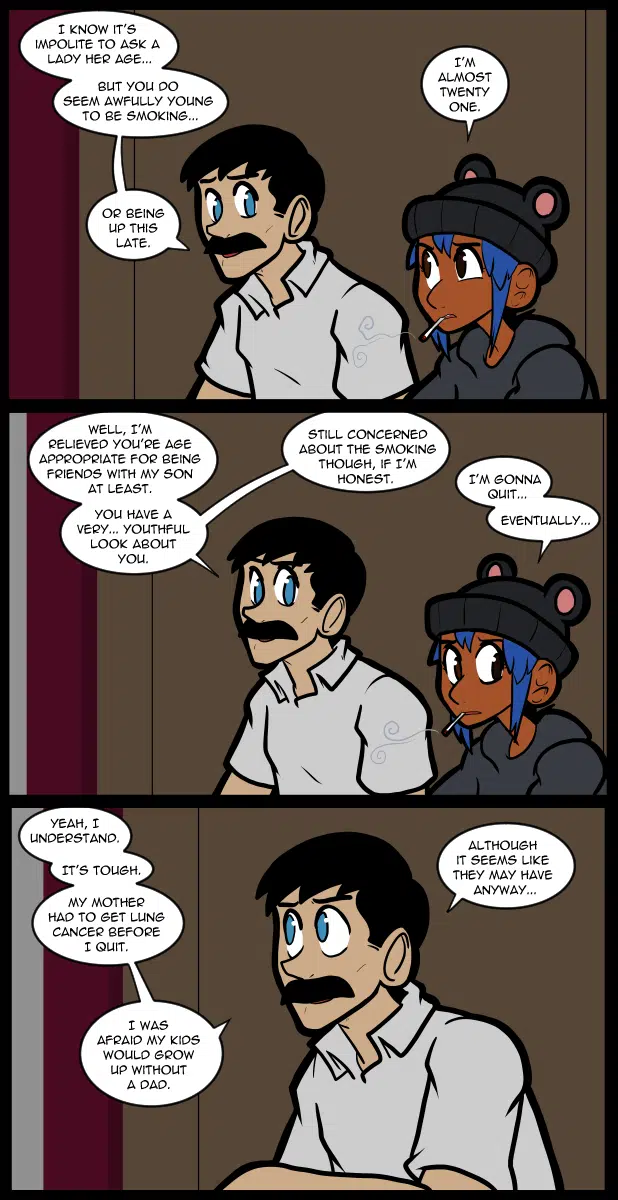 I KNOW IT'S
IMPOLITE TO ASK A
LADY HER AGE...
BUT YOU DO
SEEM AWFULLY YOUNG
TO BE SMOKING...
OR BEING
UP THIS
LATE.
I'M
ALMOST
TWENTY
ONE.
WELL, I'M
RELIEVED YOU'RE AGE
APPROPRIATE FOR BEING
FRIENDS WITH MY SON
AT LEAST.
YOU HAVE A
VERY... YOUTHFUL
LOOK ABOUT
YOU.
STILL CONCERNED
ABOUT THE SMOKING
THOUGH, IF I'M
HONEST.
I'M GONNA
QUIT...
EVENTUALLY...
YEAH, I
UNDERSTAND.
IT'S TOUGH.
MY MOTHER
HAD TO GET LUNG
CANCER BEFORE
I QUIT.
I WAS
AFRAID MY KIDS
WOULD GROW
UP WITHOUT
A DAD.
ALTHOUGH
IT SEEMS LIKE
THEY MAY HAVE
ANYWAY...